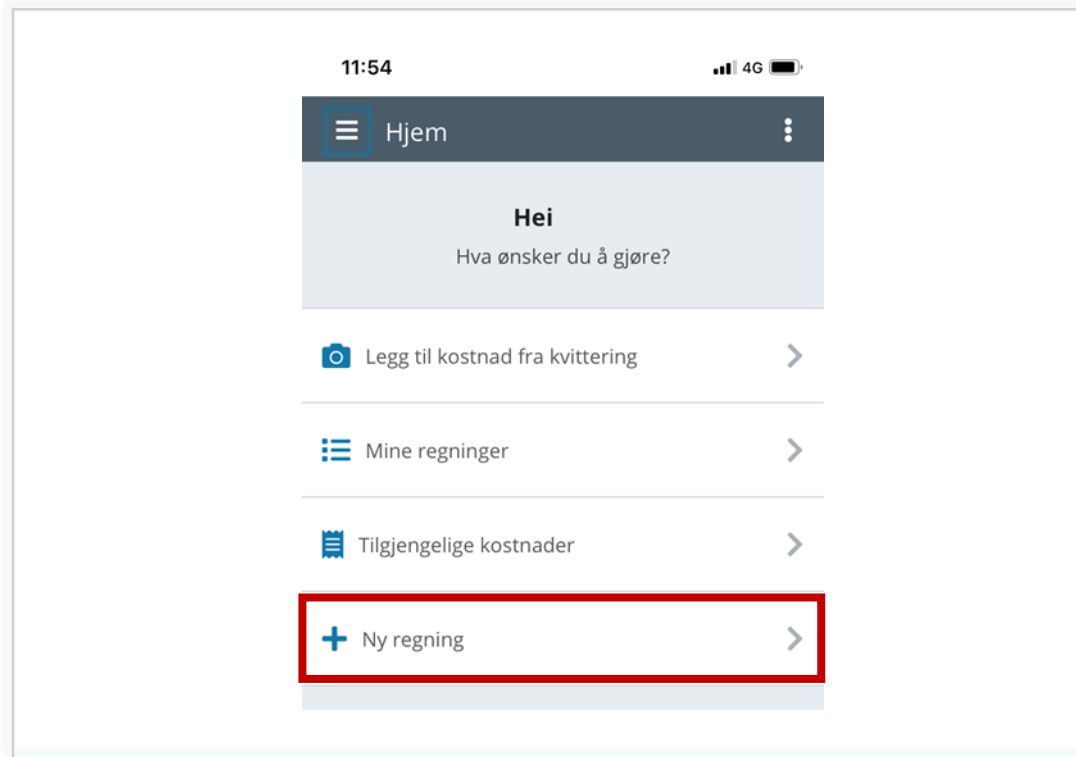 11:54 4G
Hjem
Hei
Hva ønsker du å gjøre?
Legg til kostnad fra kvittering
Mine regninger
Tilgjengelige kostnader
Ny regning